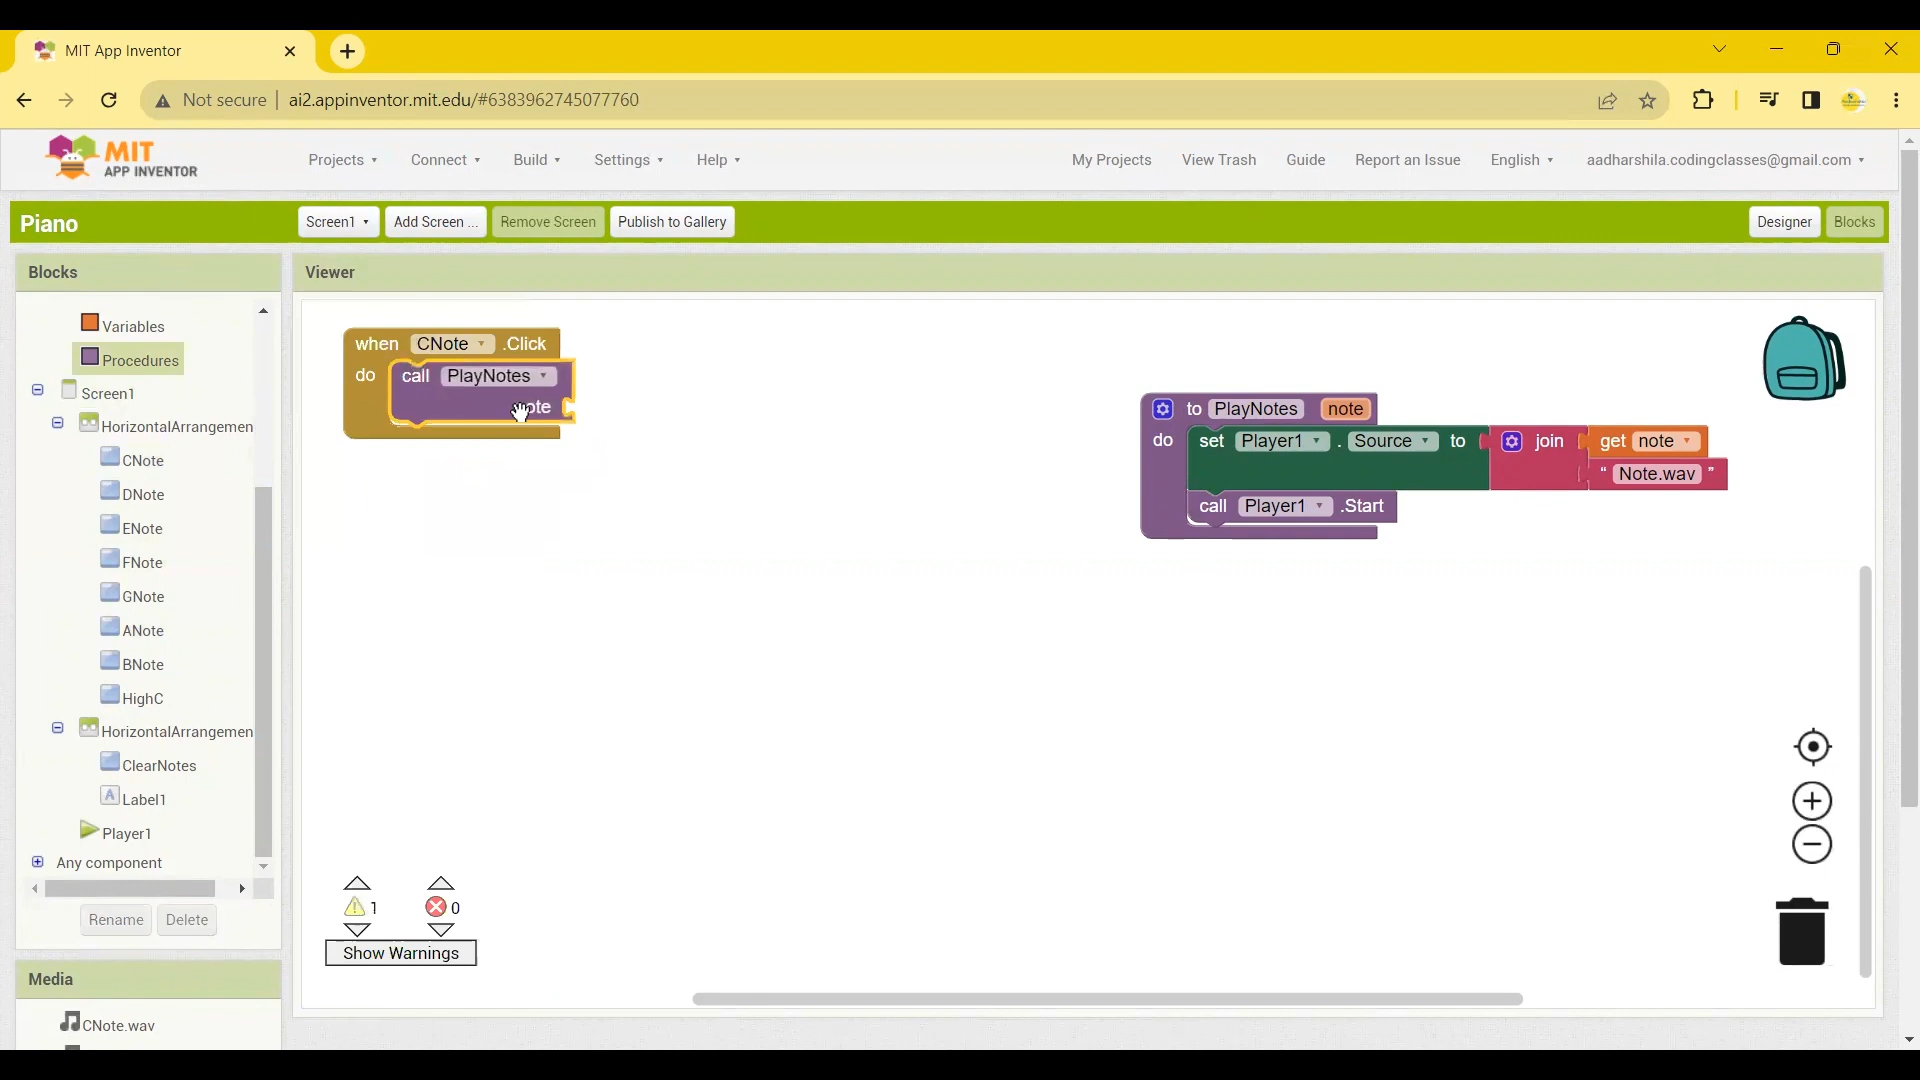 MIT App Inventor
Not secure | ai2.appinventor.mit.edu/#6383962745077760
MIT
APP INVENTOR
Projects Connect Build Settings Help My Projects View Trash Guide Report an Issue English aadharshila.codingclasses@gmail.com
Piano Screen1 Add Screen ... Remove Screen Publish to Gallery Designer Blocks
Blocks
Variables
Procedures
Screen1
HorizontalArrangemen
CNote
DNote
ENote
FNote
GNote
ANote
BNote
HighC
HorizontalArrangemen
ClearNotes
A Label1
Player1
Any component
Rename Delete
Media
CNote.wav
Viewer
when CNote .Click
do call PlayNotes
to PlayNotes note
do set Player1 . Source to join get note
“ Note.wav ”
call Player1 .Start
1 0
Show Warnings